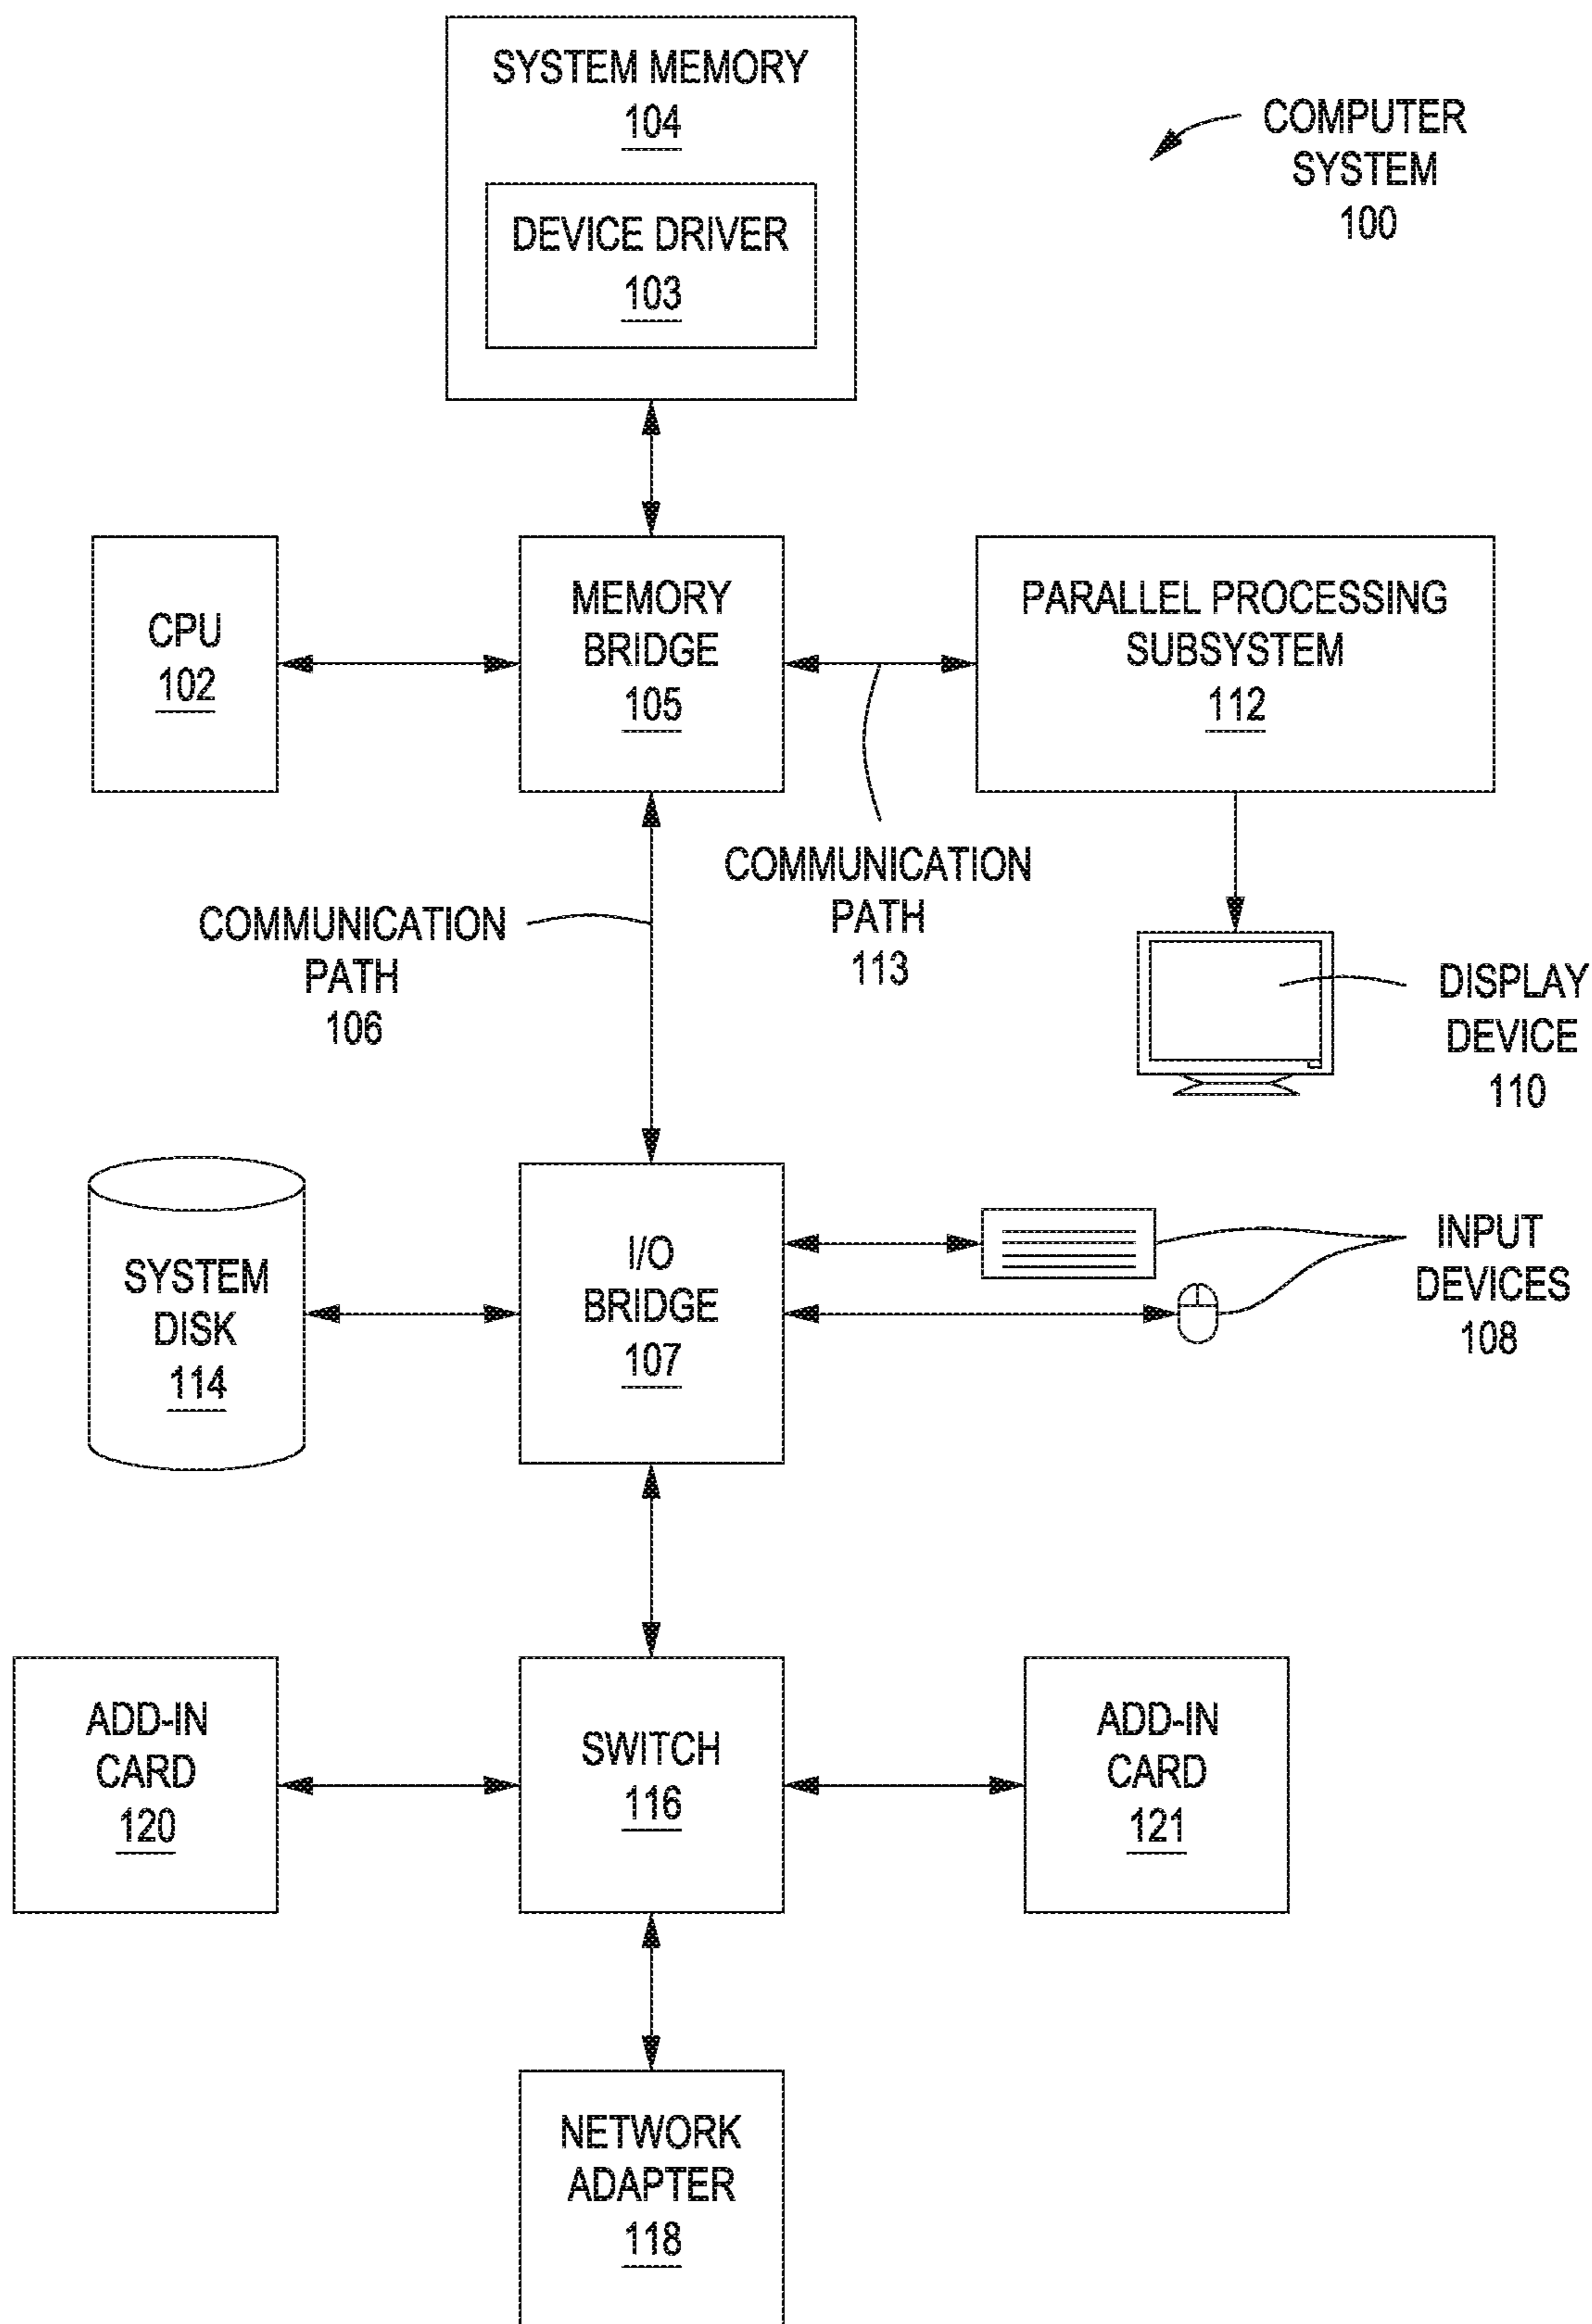 SYSTEM MEMORY
104
DEVICE DRIVER
103
COMPUTER
SYSTEM
100
CPU
102
MEMORY
BRIDGE
105
PARALLEL PROCESSING
SUBSYSTEM
112
COMMUNICATION
PATH
113
COMMUNICATION
PATH
106
DISPLAY
DEVICE
110
SYSTEM
DISK
114
I/O
BRIDGE
107
INPUT
DEVICES
108
ADD-IN
CARD
120
SWITCH
116
ADD-IN
CARD
121
NETWORK
ADAPTER
118